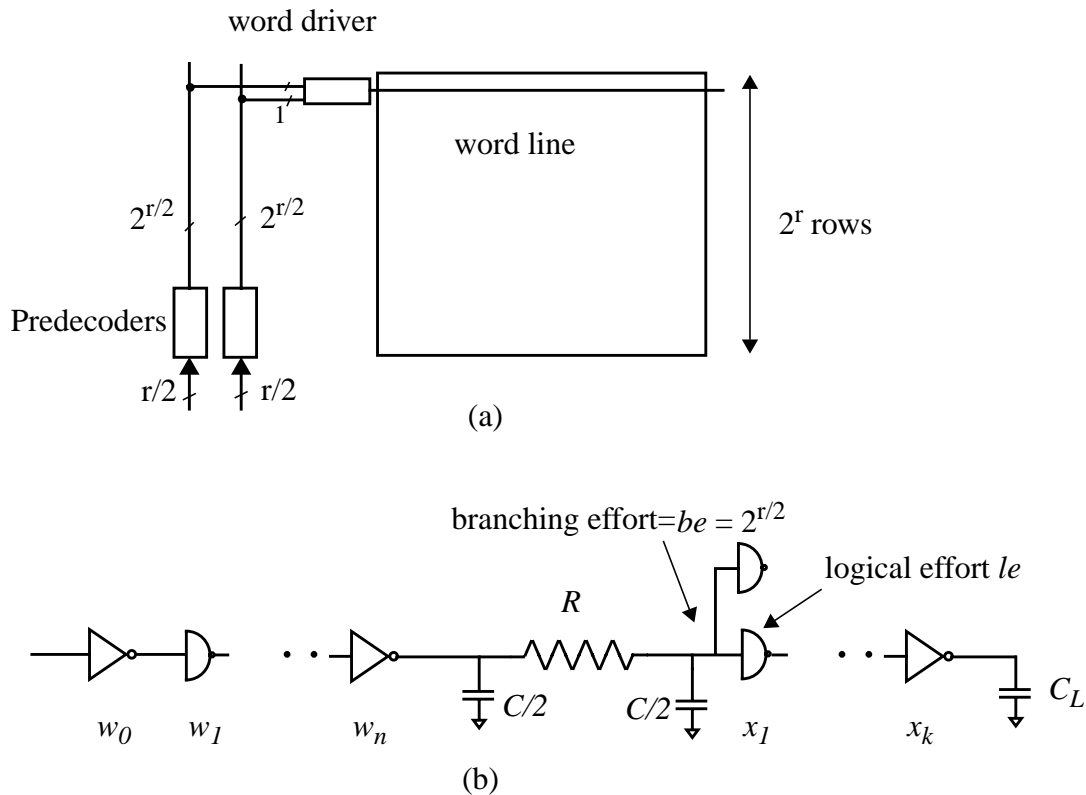 word driver
1
word line
2^{r/2}
2^{r/2}
2^r rows
Predecoders
r/2
r/2
(a)
branching effort=be = 2^{r/2}
logical effort le
R
C/2
C/2
C_L
w_0
w_1
w_n
x_1
x_k
(b)